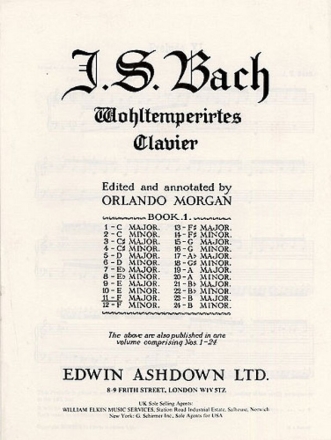 J.S. Bach
Wohltemperirtes
Clavier
Edited and annotated by
ORLANDO MORGAN
BOOK 1.
1 - C MAJOR. 13 - F♯ MAJOR.
2 - C MINOR. 14 - F♯ MINOR.
3 - C♯ MAJOR. 15 - G MAJOR.
4 - C♯ MINOR. 16 - G MINOR.
5 - D MAJOR. 17 - A♭ MAJOR.
6 - D MINOR. 18 - G♯ MINOR.
7 - E♭ MAJOR. 19 - A MAJOR.
8 - E♭ MINOR. 20 - A MINOR.
9 - E MAJOR. 21 - B♭ MAJOR.
10 - E MINOR. 22 - B♭ MINOR.
11 - F MAJOR. 23 - B MAJOR.
12 - F MINOR. 24 - B MINOR.
The above are also published in one
volume comprising Nos. 1-24
EDWIN ASHDOWN LTD.
8-9 FRITH STREET, LONDON W1V 5TZ
UK Sole Selling Agents:
WILLIAM ELKIN MUSIC SERVICES, Station Road Industrial Estate, Salhouse, Norwich
New York: G. Schirmer Inc., Sole Agents for USA